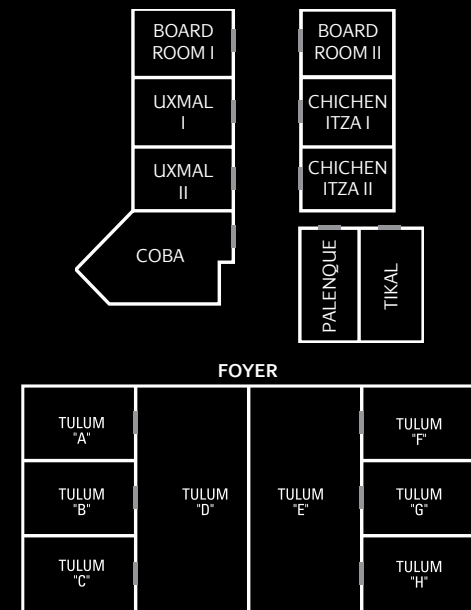 BOARD
ROOM I
BOARD
ROOM II
UXMAL
I
CHICHEN
ITZA I
UXMAL
II
CHICHEN
ITZA II
COBA
PALENQUE
TIKAL
FOYER
TULUM
"A"
TULUM
"F"
TULUM
"B"
TULUM
"D"
TULUM
"E"
TULUM
"G"
TULUM
"C"
TULUM
"H"